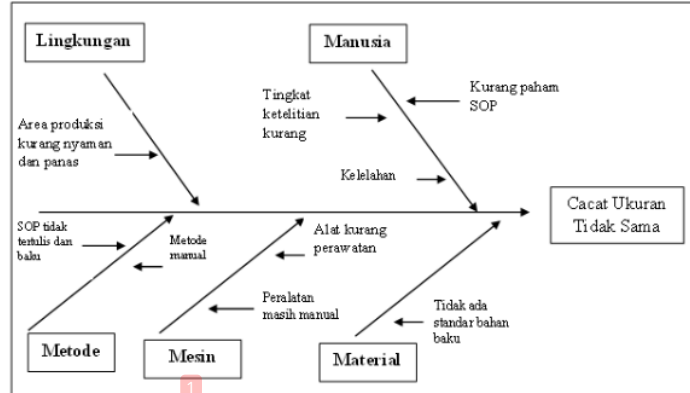 Lingkungan
Manusia
Tingkat
ketelitian
kurang
Kurang paham
SOP
Area produksi
kurang nyaman
dan panas
Kelelahan
Cacat Ukuran
Tidak Sama
SOP tidak
tertulis dan
baku
Metode
manual
Alat kurang
perawatan
Peralatan
masih manual
Tidak ada
standar bahan
baku
Metode
Mesin
Material
1